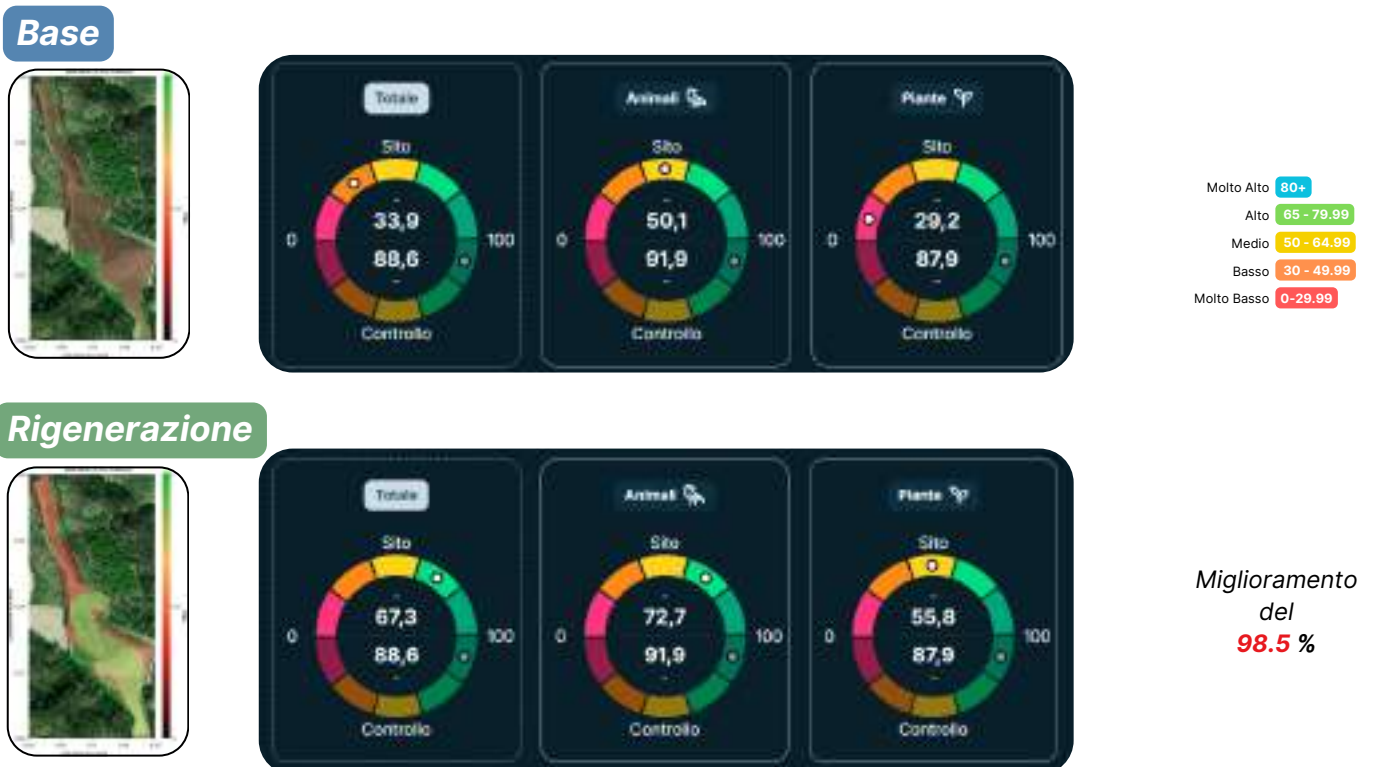 Base
Totale
Sito
33,9
88,6
0
100
Controllo
Animali
Sito
50,1
91,9
0
100
Controllo
Piante
Sito
29,2
87,9
0
100
Controllo
Molto Alto 80+
Alto 65 - 79.99
Medio 50 - 64.99
Basso 30 - 49.99
Molto Basso 0-29.99
Rigenerazione
Totale
Sito
67,3
88,6
0
100
Controllo
Animali
Sito
72,7
91,9
0
100
Controllo
Piante
Sito
55,8
87,9
0
100
Controllo
Miglioramento
del
98.5 %